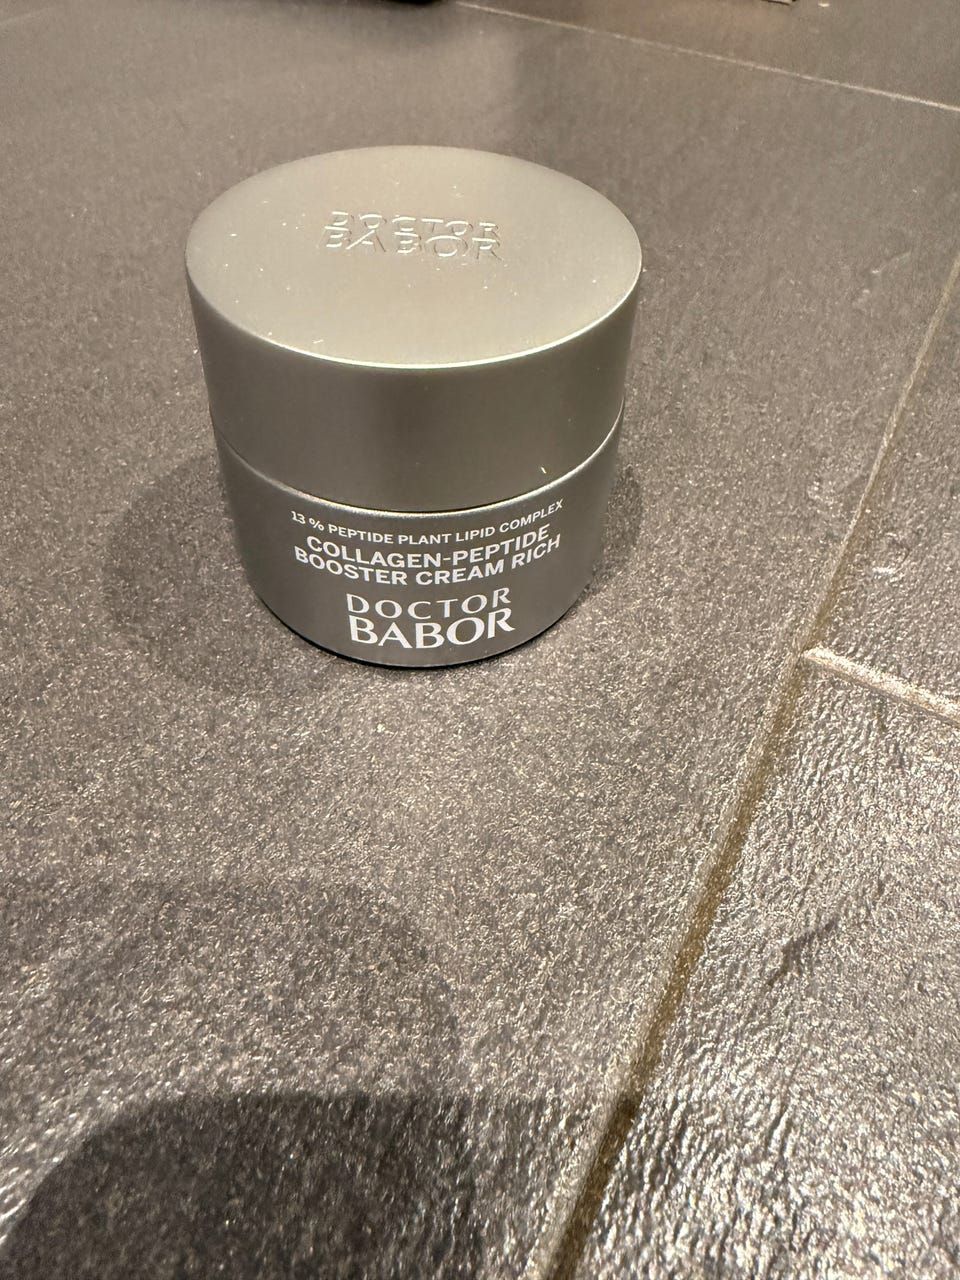 DOCTOR
BABOR
13 % PEPTIDE PLANT LIPID COMPLEX
COLLAGEN-PEPTIDE
BOOSTER CREAM RICH
DOCTOR
BABOR